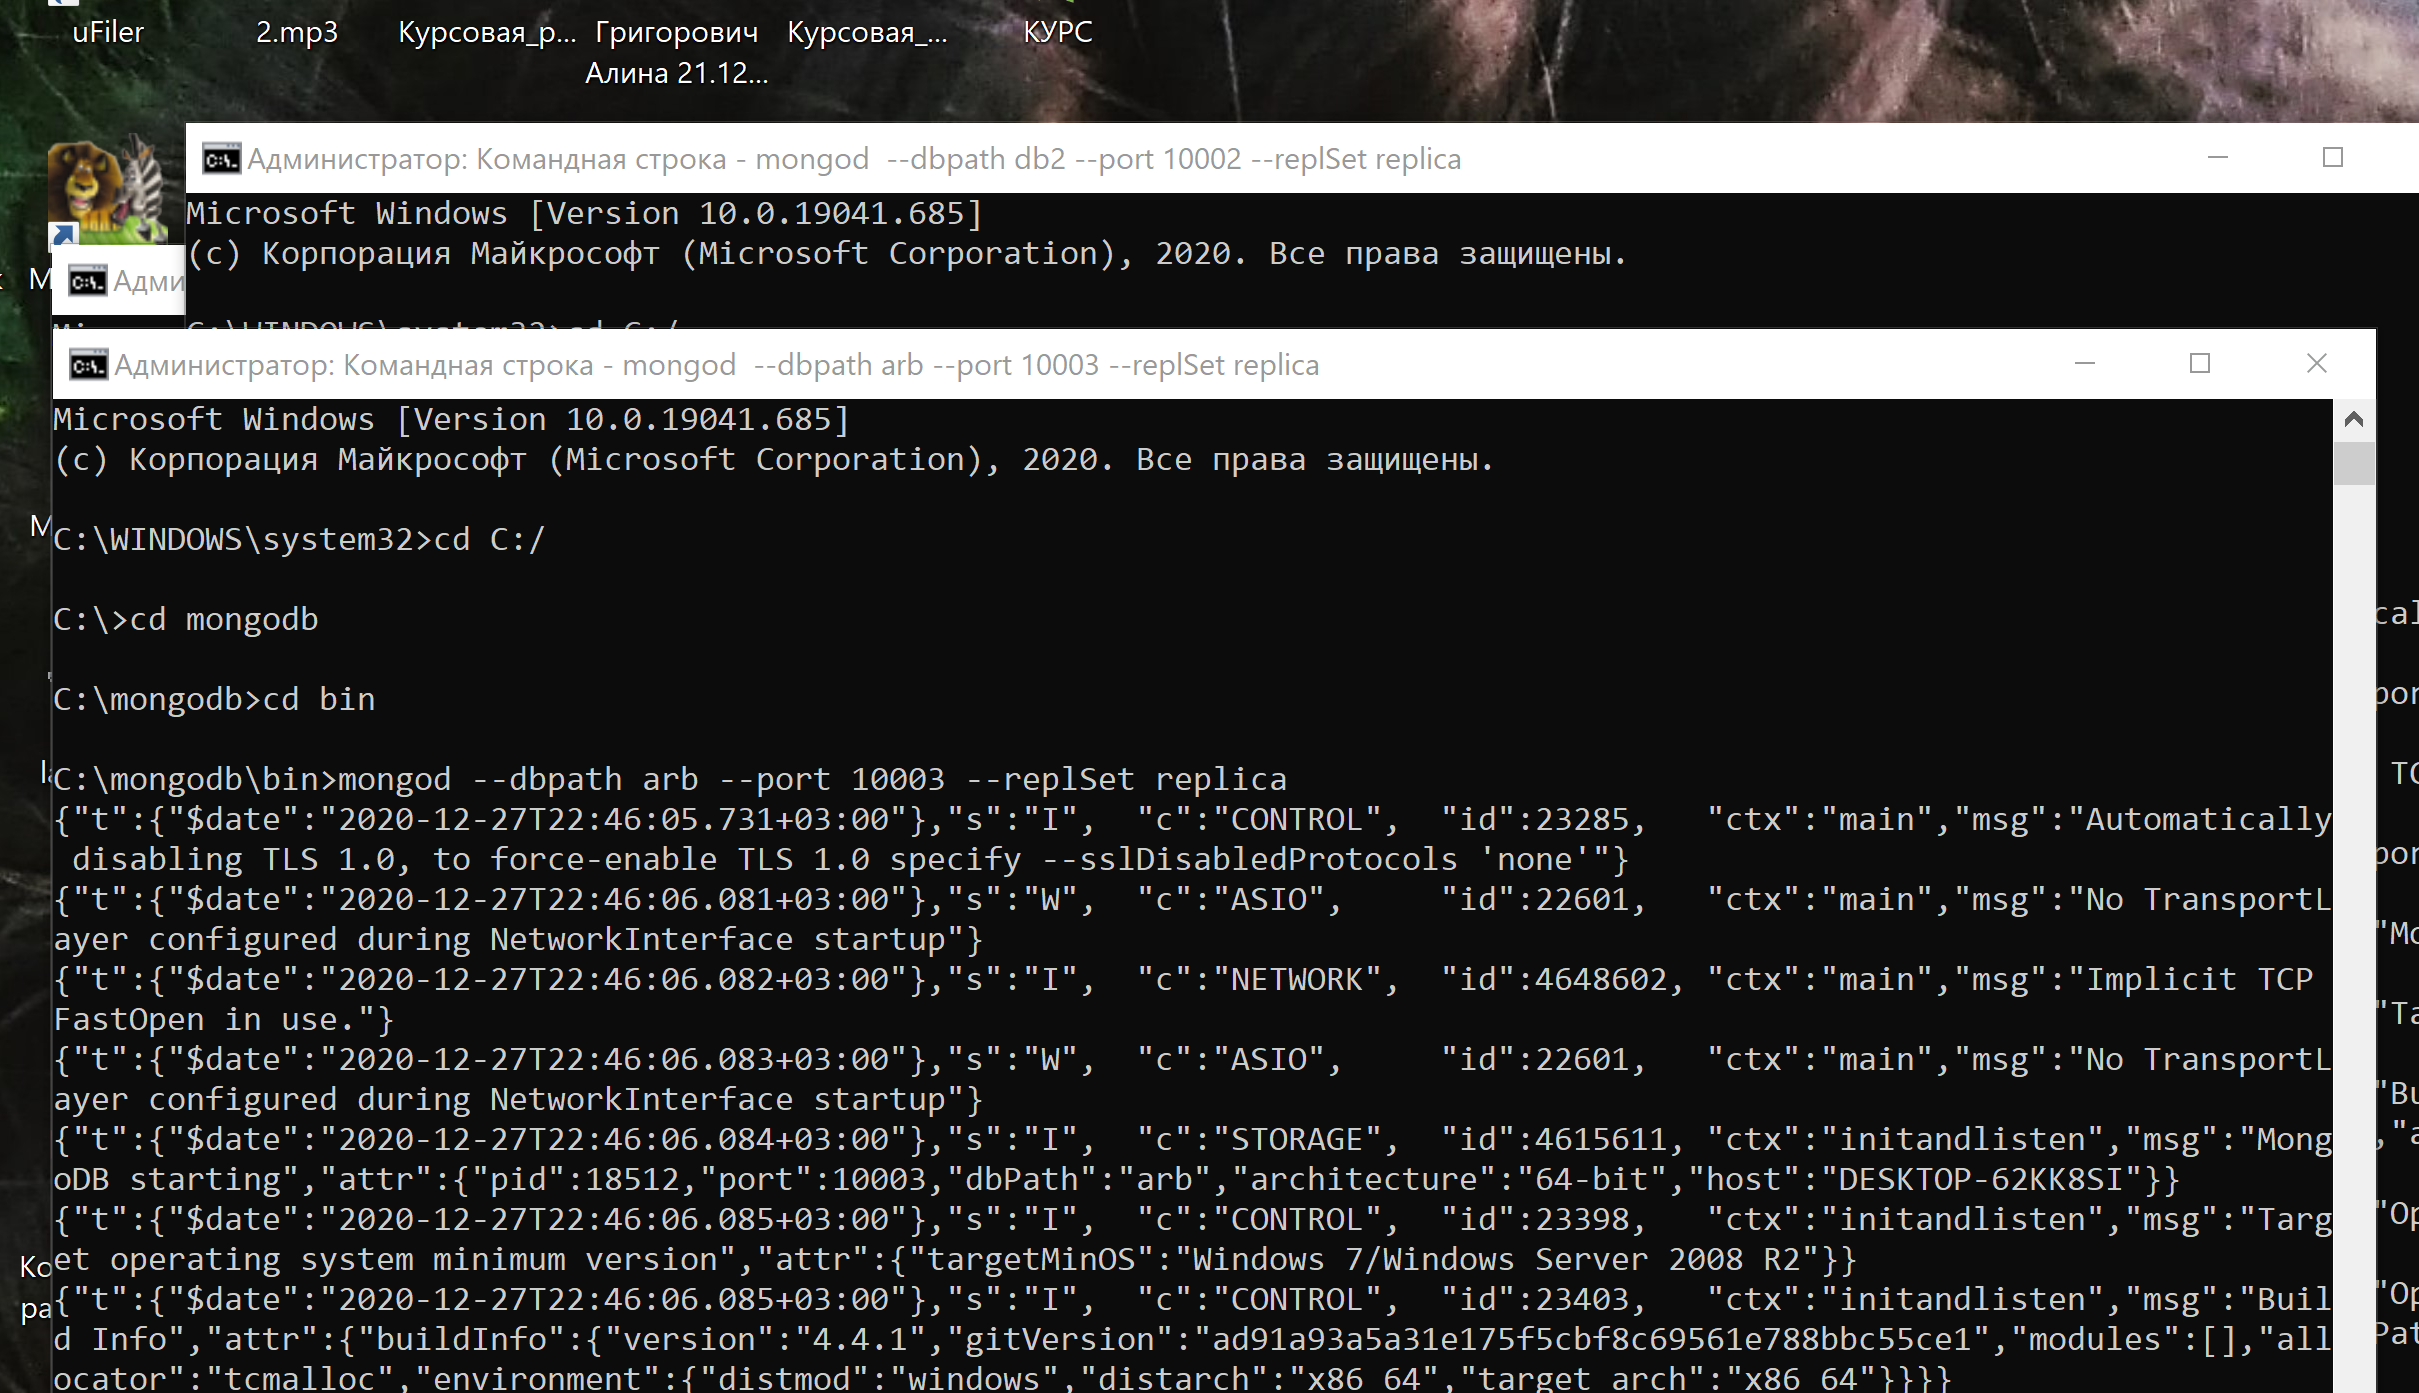 uFiler
2.mp3
Курсовая_р...
Григорович
Алина 21.12...
Курсовая_...
КУРС
Администратор: Командная строка - mongod  --dbpath db2 --port 10002 --replSet replica
Microsoft Windows [Version 10.0.19041.685]
(c) Корпорация Майкрософт (Microsoft Corporation), 2020. Все права защищены.
C:\WINDOWS\system32>cd C:/
Админ
Администратор: Командная строка - mongod  --dbpath arb --port 10003 --replSet replica
Microsoft Windows [Version 10.0.19041.685]
(c) Корпорация Майкрософт (Microsoft Corporation), 2020. Все права защищены.
C:\WINDOWS\system32>cd C:/
C:\>cd mongodb
C:\mongodb>cd bin
C:\mongodb\bin>mongod --dbpath arb --port 10003 --replSet replica
{"t":{"$date":"2020-12-27T22:46:05.731+03:00"},"s":"I",  "c":"CONTROL",  "id":23285,   "ctx":"main","msg":"Automatically
 disabling TLS 1.0, to force-enable TLS 1.0 specify --sslDisabledProtocols 'none'"}
{"t":{"$date":"2020-12-27T22:46:06.081+03:00"},"s":"W",  "c":"ASIO",     "id":22601,   "ctx":"main","msg":"No TransportL
ayer configured during NetworkInterface startup"}
{"t":{"$date":"2020-12-27T22:46:06.082+03:00"},"s":"I",  "c":"NETWORK",  "id":4648602, "ctx":"main","msg":"Implicit TCP
FastOpen in use."}
{"t":{"$date":"2020-12-27T22:46:06.083+03:00"},"s":"W",  "c":"ASIO",     "id":22601,   "ctx":"main","msg":"No TransportL
ayer configured during NetworkInterface startup"}
{"t":{"$date":"2020-12-27T22:46:06.084+03:00"},"s":"I",  "c":"STORAGE",  "id":4615611, "ctx":"initandlisten","msg":"Mong
oDB starting","attr":{"pid":18512,"port":10003,"dbPath":"arb","architecture":"64-bit","host":"DESKTOP-62KK8SI"}}
{"t":{"$date":"2020-12-27T22:46:06.085+03:00"},"s":"I",  "c":"CONTROL",  "id":23398,   "ctx":"initandlisten","msg":"Targ
et operating system minimum version","attr":{"targetMinOS":"Windows 7/Windows Server 2008 R2"}}
{"t":{"$date":"2020-12-27T22:46:06.085+03:00"},"s":"I",  "c":"CONTROL",  "id":23403,   "ctx":"initandlisten","msg":"Buil
d Info","attr":{"buildInfo":{"version":"4.4.1","gitVersion":"ad91a93a5a31e175f5cbf8c69561e788bbc55ce1","modules":[],"all
ocator":"tcmalloc","environment":{"distmod":"windows","distarch":"x86_64","target_arch":"x86_64"}}}}